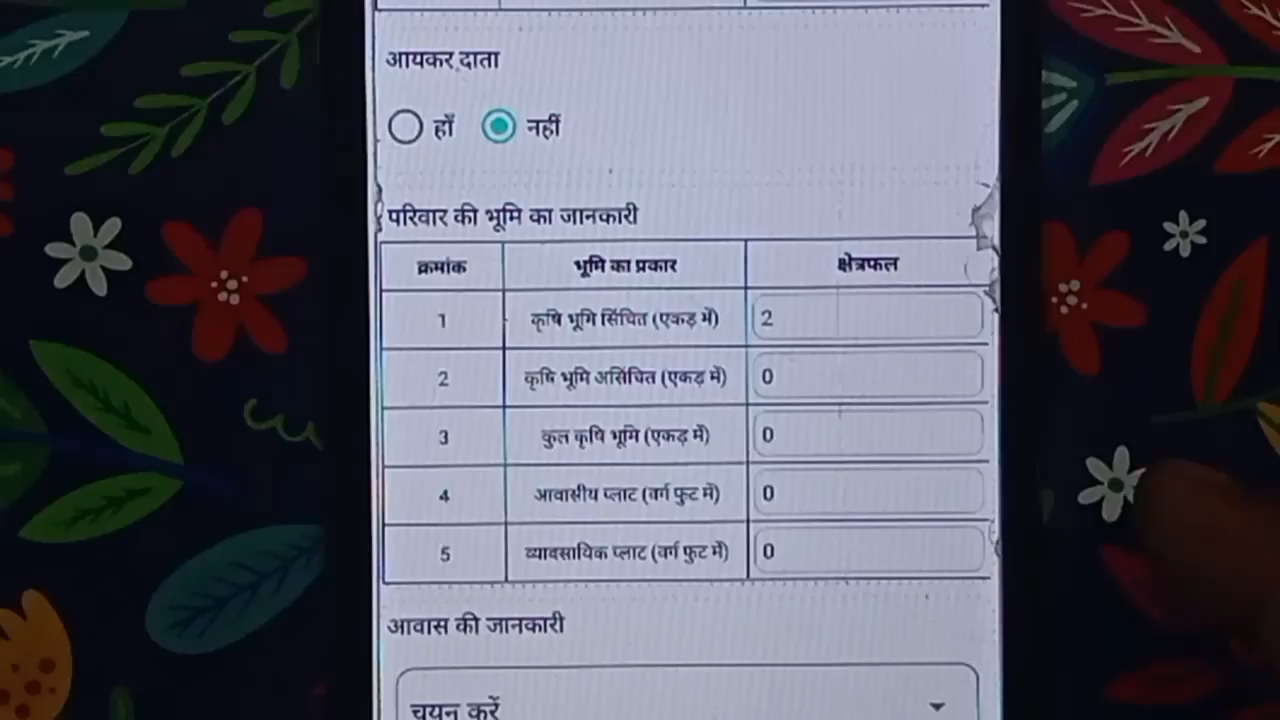 आयकर दाता
हाँ नहीं
परिवार की भूमि का जानकारी
क्रमांक भूमि का प्रकार क्षेत्रफल
1 कृषि भूमि सिंचित (एकड़ में) 2
2 कृषि भूमि असिंचित (एकड़ में) 0
3 कुल कृषि भूमि (एकड़ में) 0
4 आवासीय प्लाट (वर्ग फुट में) 0
5 व्यावसायिक प्लाट (वर्ग फुट में) 0
आवास की जानकारी
चयन करें